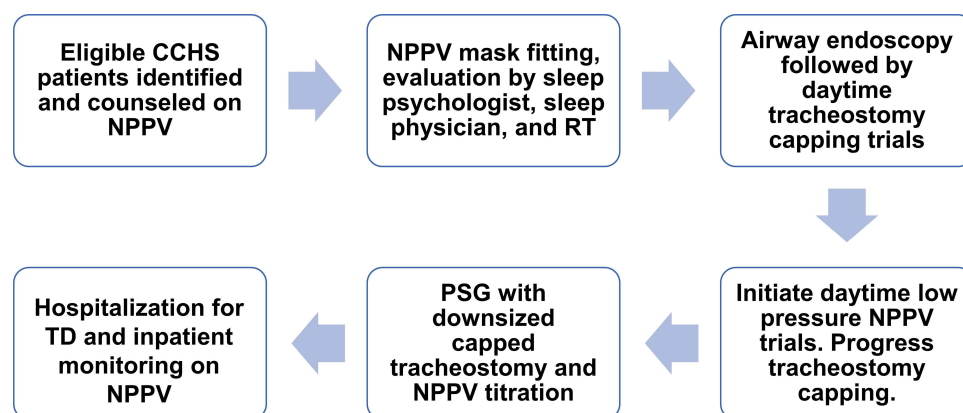 Eligible CCHS
patients identified
and counseled on
NPPV
NPPV mask fitting,
evaluation by sleep
psychologist, sleep
physician, and RT
Airway endoscopy
followed by
daytime
tracheostomy
capping trials
Initiate daytime low
pressure NPPV
trials. Progress
tracheostomy
capping.
PSG with
downsized
capped
tracheostomy and
NPPV titration
Hospitalization for
TD and inpatient
monitoring on
NPPV